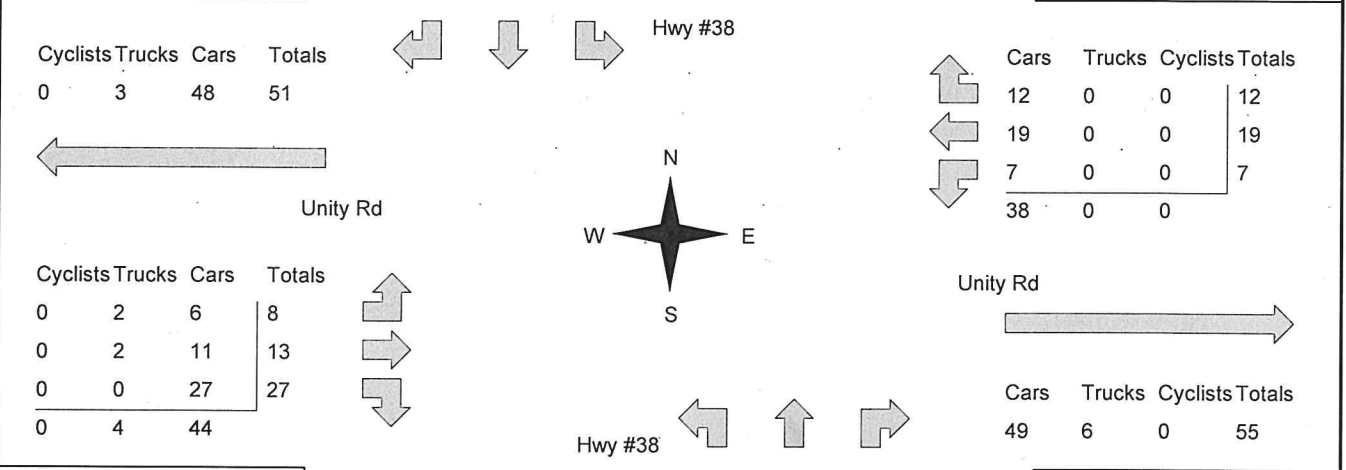 Hwy #38
Cyclists Trucks Cars Totals
0 3 48 51
Unity Rd
Cyclists Trucks Cars Totals
0 2 6 8
0 2 11 13
0 0 27 27
0 4 44
N
W E
S
Hwy #38
Cars Trucks Cyclists Totals
12 0 0 12
19 0 0 19
7 0 0 7
38 0 0
Unity Rd
Cars Trucks Cyclists Totals
49 6 0 55